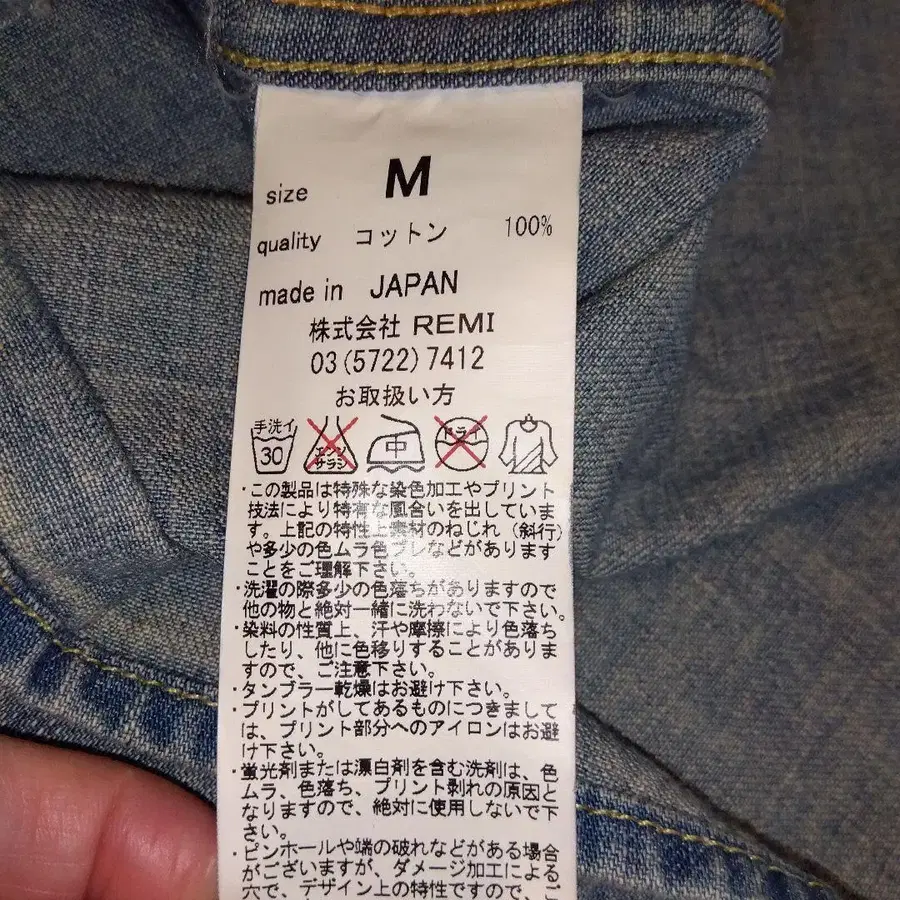 size M
quality コットン 100%
made in JAPAN
株式会社 REMI
03(5722)7412
お取扱い方
手洗イ
30
エンソ
サラシ
中
ドライ
・この製品は特殊な染色加工やプリント
技法により特有な風合いを出していま
す。上記の特性上素材のねじれ（斜行）
や多少の色ムラ色ブレなどがあります
ことをご理解下さい。
・洗濯の際多少の色落ちがありますので
他の物と絶対一緒に洗わないで下さい。
・染料の性質上、汗や摩擦により色落ち
したり、他に色移りすることがありま
すので、ご注意下さい。
・タンブラー乾燥はお避け下さい。
・プリントがしてあるものにつきまして
は、プリント部分へのアイロンはお避
け下さい。
・蛍光剤または漂白剤を含む洗剤は、色
ムラ、色落ち、プリント剥れの原因と
なりますので、絶対に使用しないで下
さい。
・ピンホールや端の破れなどがある場合
がございますが、ダメージ加工による
穴で、デザイン上の特性ですので、ご